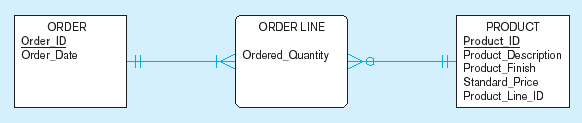 ORDER
Order_ID
Order_Date
ORDER LINE
Ordered_Quantity
PRODUCT
Product_ID
Product_Description
Product_Finish
Standard_Price
Product_Line_ID